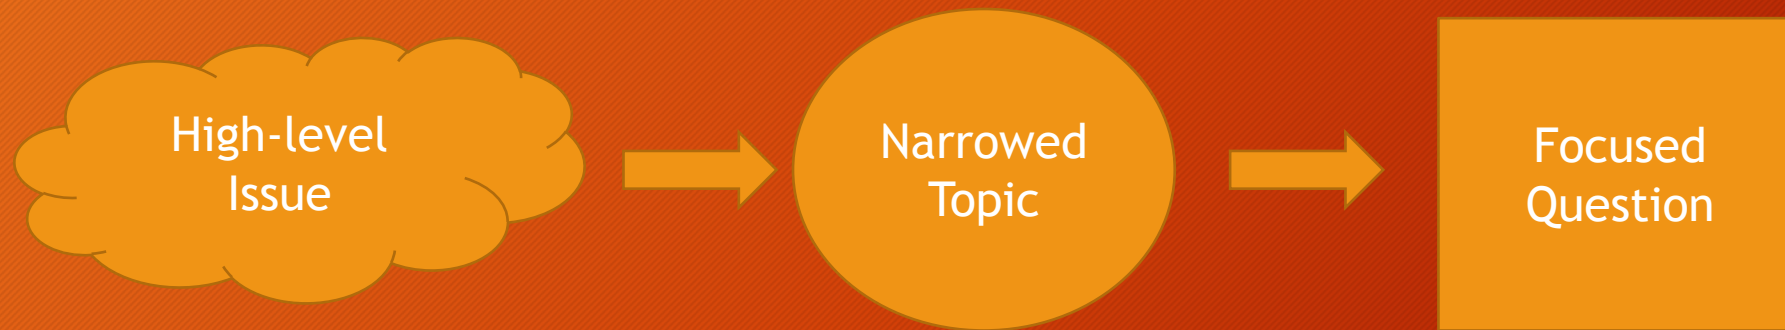 High-level
Issue
Narrowed
Topic
Focused
Question